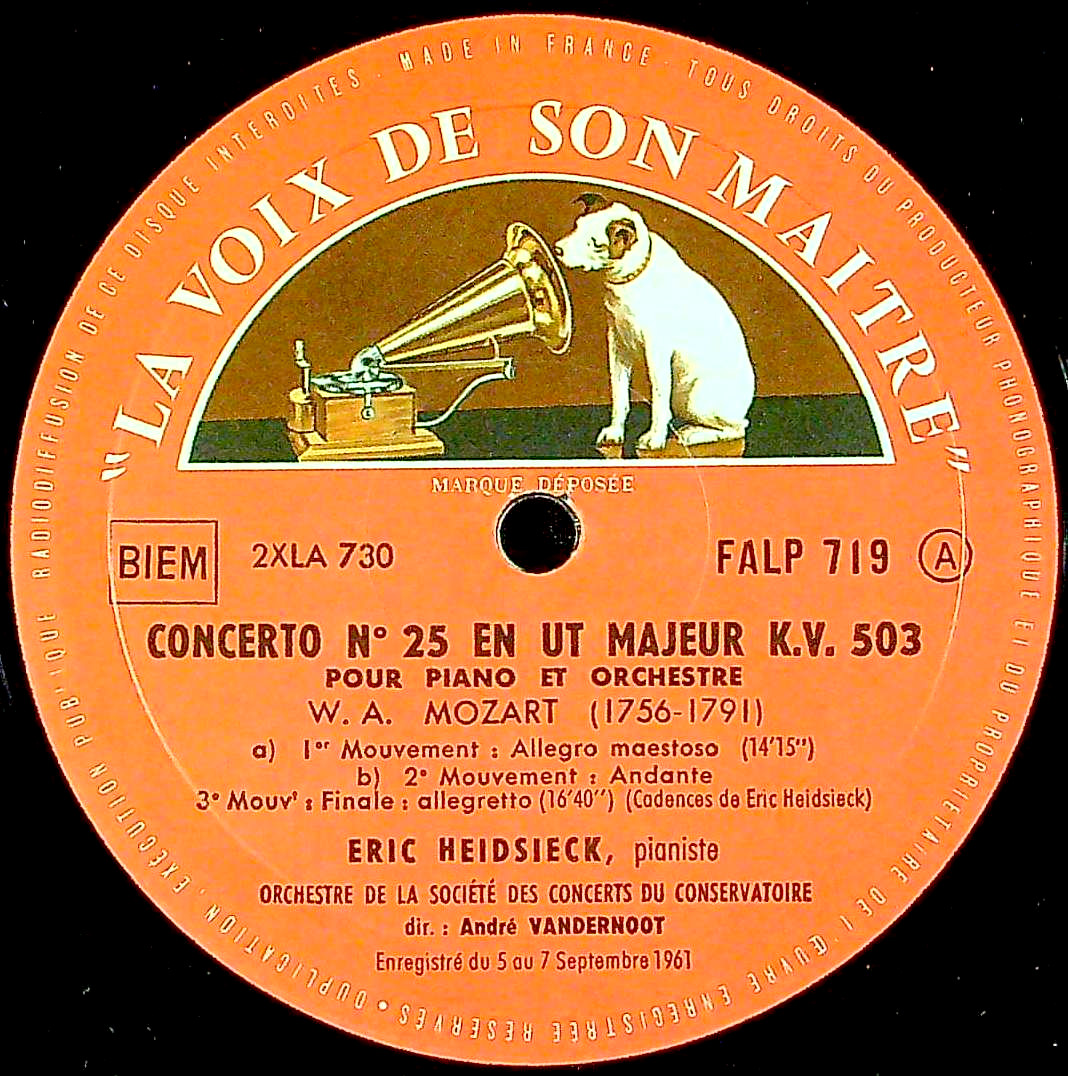 MADE IN FRANCE · TOUS DROITS DU PRODUCTEUR PHONOGRAPHIQUE ET DU PROPRIETAIRE DE L'ŒUVRE ENREGISTRÉE RESERVÉS • DUPLICATION, EXÉCUTION PUBLIQUE RADIODIFFUSION DE CE DISQUE INTERDITES ·
"LA VOIX DE SON MAITRE"
MARQUE DÉPOSÉE
BIEM 2XLA 730 FALP 719 A
CONCERTO N° 25 EN UT MAJEUR K.V. 503
POUR PIANO ET ORCHESTRE
W. A. MOZART (1756-1791)
a) 1er Mouvement : Allegro maestoso (14'15")
b) 2e Mouvement : Andante
3e Mouvt : Finale : allegretto (16'40") (Cadences de Eric Heidsieck)
ERIC HEIDSIECK, pianiste
ORCHESTRE DE LA SOCIÉTÉ DES CONCERTS DU CONSERVATOIRE
dir. : André VANDERNOOT
Enregistré du 5 au 7 Septembre 1961